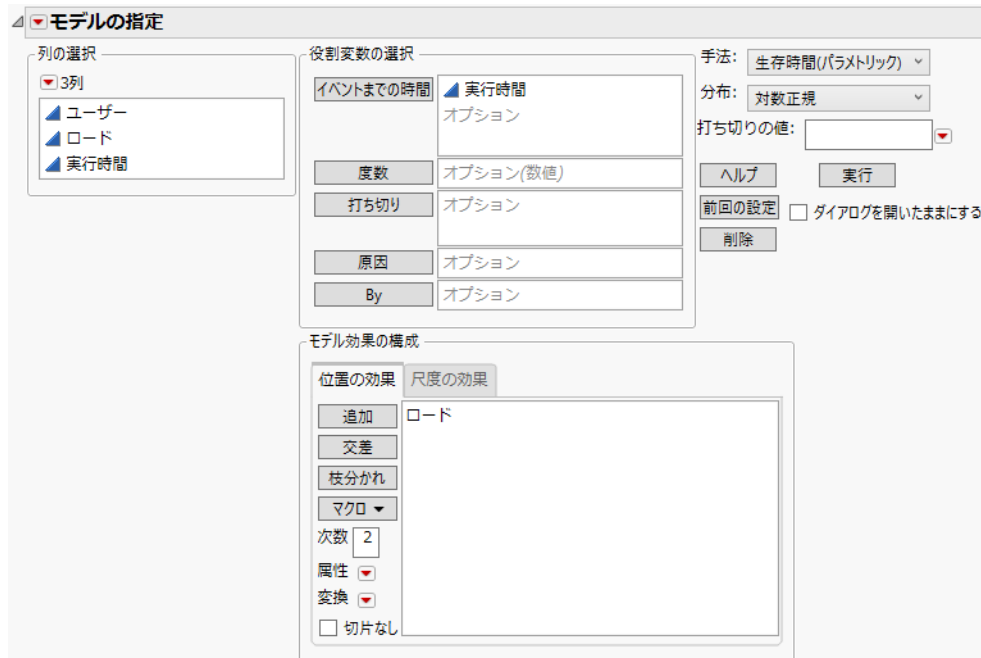 モデルの指定
列の選択
3列
ユーザー
ロード
実行時間
役割変数の選択
イベントまでの時間
実行時間
オプション
度数
オプション(数値)
打ち切り
オプション
原因
オプション
By
オプション
手法:
生存時間(パラメトリック)
分布:
対数正規
打ち切りの値:
ヘルプ
実行
前回の設定
ダイアログを開いたままにする
削除
モデル効果の構成
位置の効果
尺度の効果
追加
ロード
交差
枝分かれ
マクロ
次数 2
属性
変換
切片なし